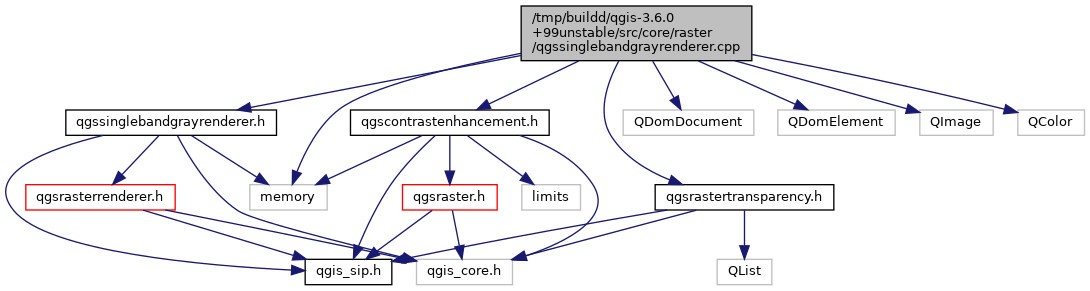 /tmp/buildd/qgis-3.6.0
+99unstable/src/core/raster
/qgssinglebandgrayrenderer.cpp
qgssinglebandgrayrenderer.h
qgscontrastenhancement.h
QDomDocument
QDomElement
QImage
QColor
qgsrasterrenderer.h
memory
qgsraster.h
limits
qgsrastertransparency.h
qgis_sip.h
qgis_core.h
QList